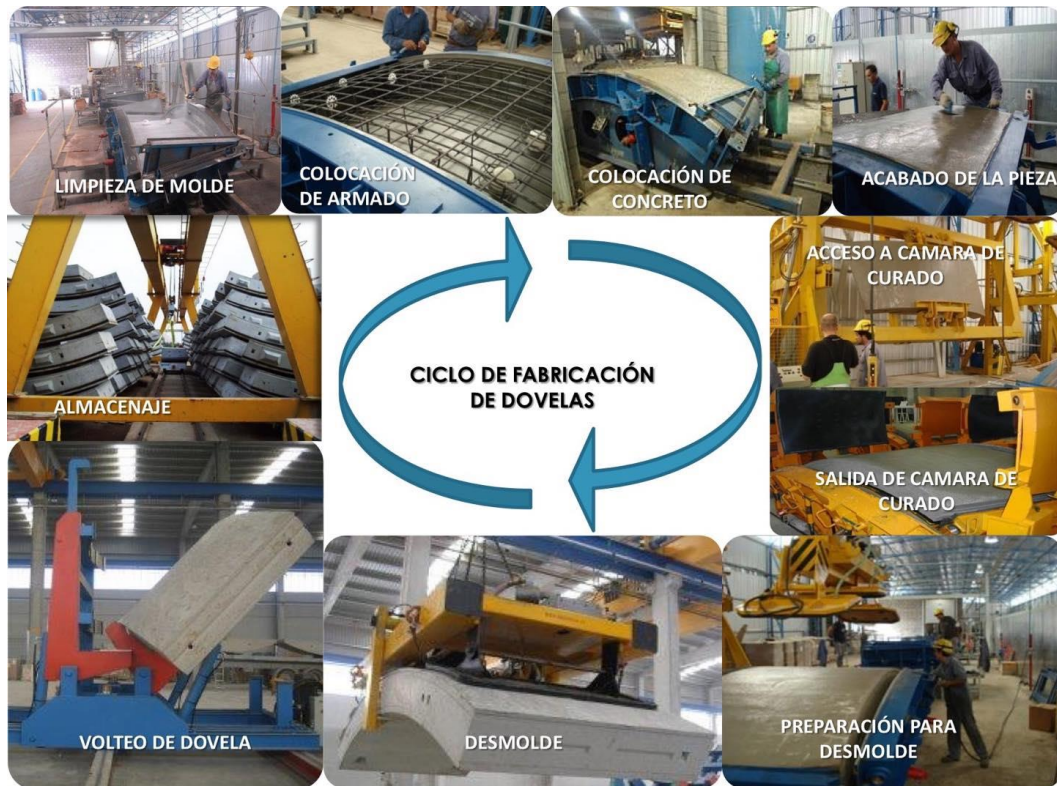 LIMPIEZA DE MOLDE
COLOCACIÓN
DE ARMADO
COLOCACIÓN DE
CONCRETO
ACABADO DE LA PIEZA
ACCESO A CAMARA DE
CURADO
SALIDA DE CAMARA DE
CURADO
PREPARACIÓN PARA
DESMOLDE
DESMOLDE
VOLTEO DE DOVELA
ALMACENAJE
CICLO DE FABRICACIÓN
DE DOVELAS